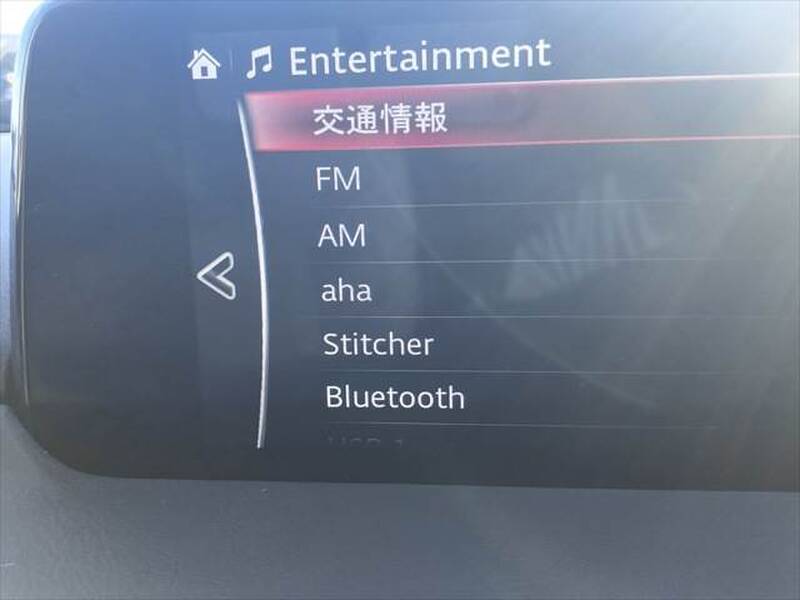 Entertainment
交通情報
FM
AM
aha
Stitcher
Bluetooth